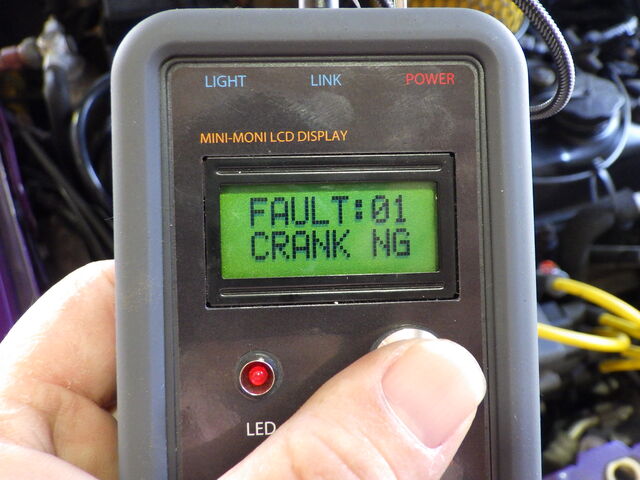 LIGHT LINK POWER
MINI-MONI LCD DISPLAY
FAULT:01
CRANK NG
LED